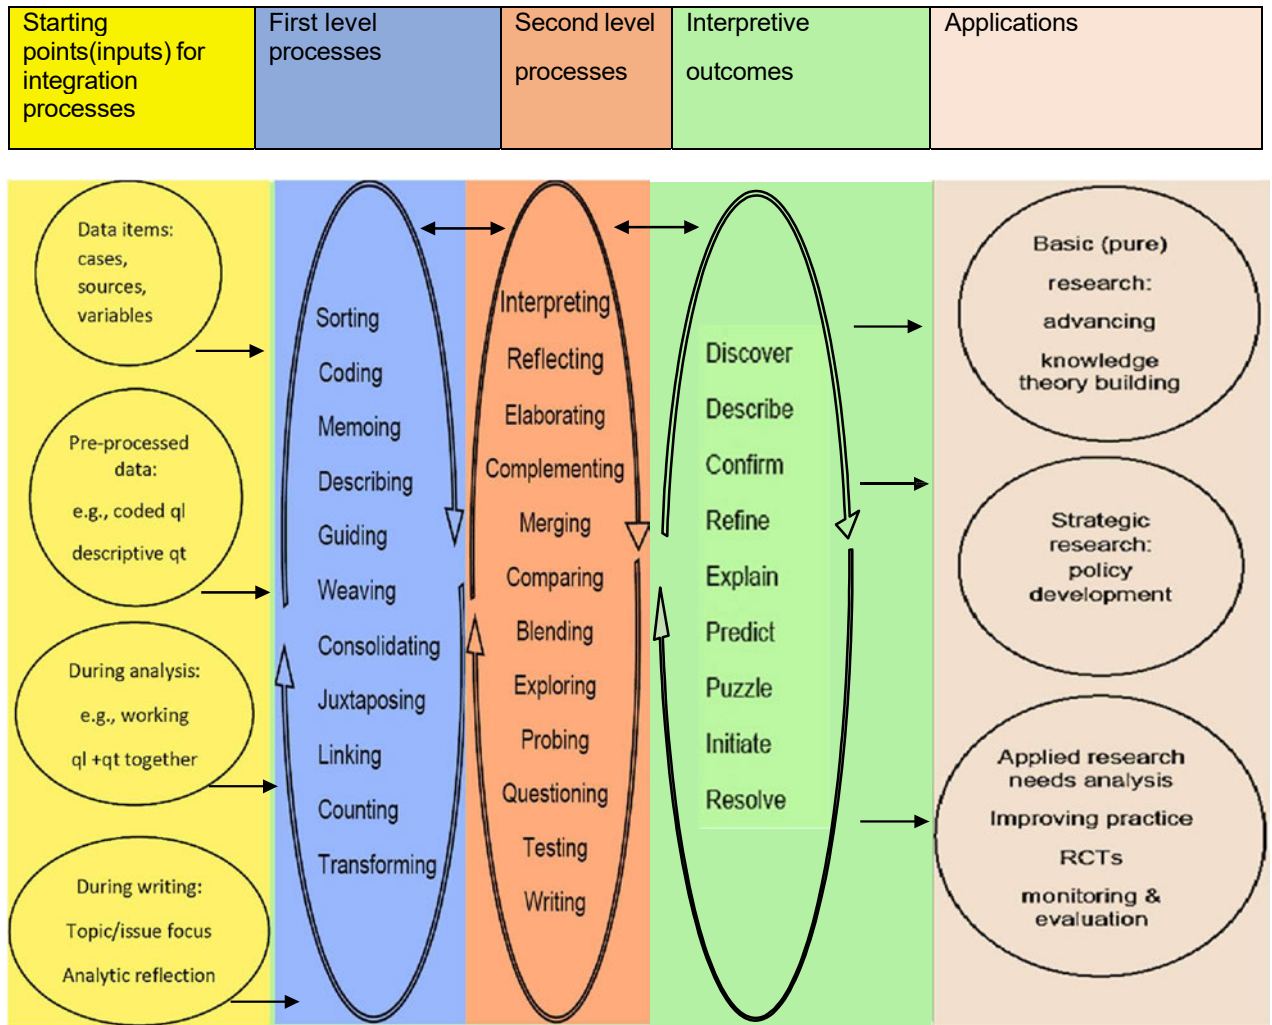 Starting
points(inputs) for
integration
processes
First level
processes
Second level
processes
Interpretive
outcomes
Applications
Data items:
cases,
sources,
variables
Pre-processed
data:
e.g., coded ql
descriptive qt
During analysis:
e.g., working
ql +qt together
During writing:
Topic/issue focus
Analytic reflection
Sorting
Coding
Memoing
Describing
Guiding
Weaving
Consolidating
Juxtaposing
Linking
Counting
Transforming
Interpreting
Reflecting
Elaborating
Complementing
Merging
Comparing
Blending
Exploring
Probing
Questioning
Testing
Writing
Discover
Describe
Confirm
Refine
Explain
Predict
Puzzle
Initiate
Resolve
Basic (pure)
research:
advancing
knowledge
theory building
Strategic
research:
policy
development
Applied research
needs analysis
Improving practice
RCTs
monitoring &
evaluation